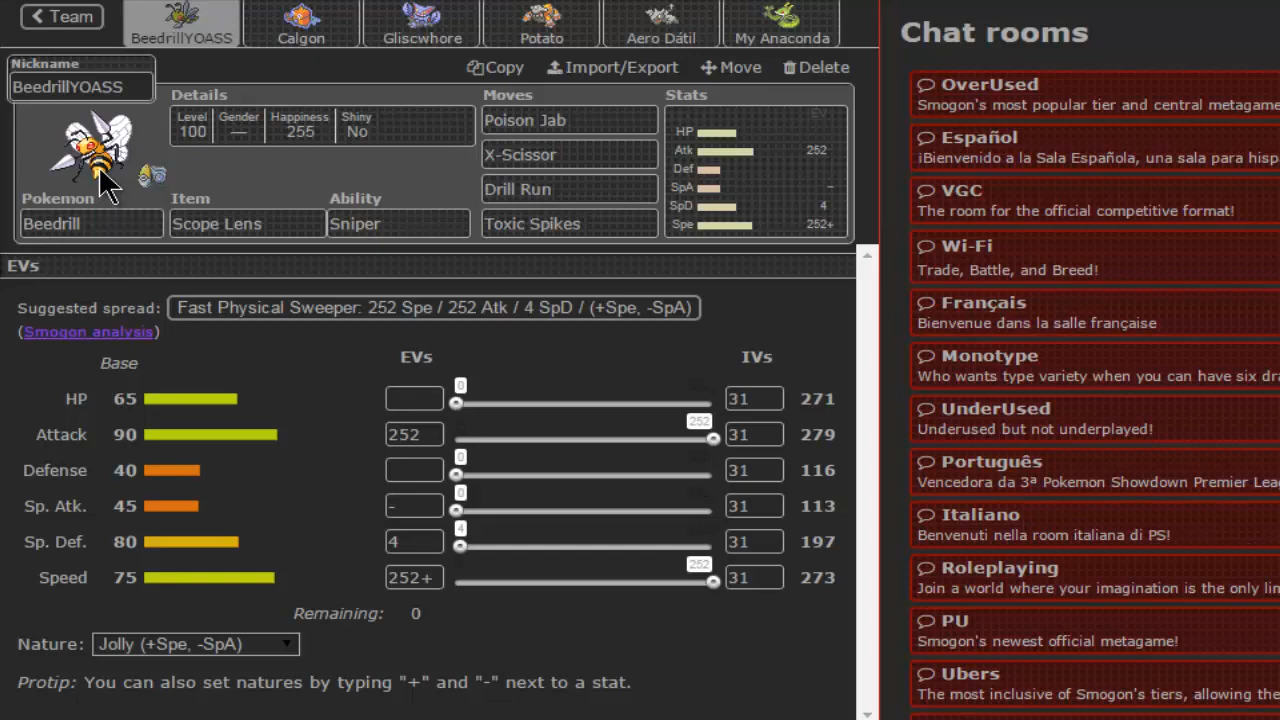 Team
BeedrillYOASS
Calgon
Gliscwhore
Potato
Aero Dátil
My Anaconda
Nickname
BeedrillYOASS
Copy
Import/Export
Move
Delete
Details
Moves
Stats
Level
Gender
Happiness
Shiny
100
—
255
No
Poison Jab
X-Scissor
Drill Run
Toxic Spikes
EV
HP
Atk 252
Def
SpA -
SpD 4
Spe 252+
Pokemon
Item
Ability
Beedrill
Scope Lens
Sniper
EVs
Suggested spread: Fast Physical Sweeper: 252 Spe / 252 Atk / 4 SpD / (+Spe, -SpA)
(Smogon analysis)
Base EVs IVs
HP 65 0 31 271
Attack 90 252 252 31 279
Defense 40 0 31 116
Sp. Atk. 45 - 0 31 113
Sp. Def. 80 4 4 31 197
Speed 75 252+ 252 31 273
Remaining: 0
Nature: Jolly (+Spe, -SpA)
Protip: You can also set natures by typing "+" and "-" next to a stat.
Chat rooms
OverUsed
Smogon's most popular tier and central metagame
Español
¡Bienvenido a la Sala Española, una sala para hisp
VGC
The room for the official competitive format!
Wi-Fi
Trade, Battle, and Breed!
Français
Bienvenue dans la salle française
Monotype
Who wants type variety when you can have six dra
UnderUsed
Underused but not underplayed!
Português
Vencedora da 3ª Pokemon Showdown Premier Lea
Italiano
Benvenuti nella room italiana di PS!
Roleplaying
Join a world where your imagination is the only lim
PU
Smogon's newest official metagame!
Ubers
The most inclusive of Smogon's tiers, allowing the